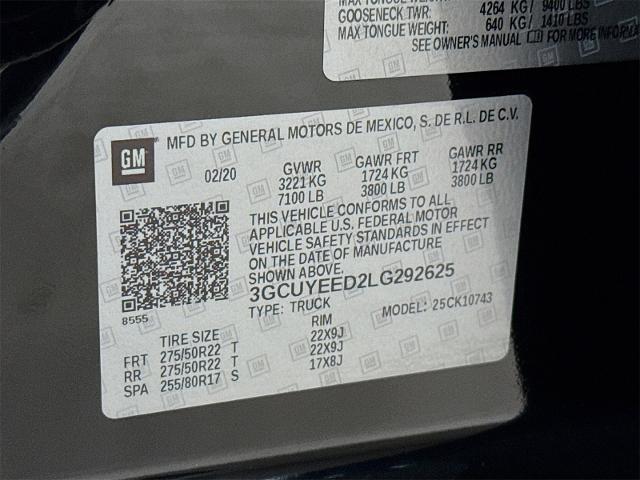 GOOSENECK TWR: 4264 KG/ 9400 LBS
MAX TONGUE WEIGHT: 640 KG/ 1410 LBS
SEE OWNER'S MANUAL FOR MORE INFORMA
GM
MFD BY GENERAL MOTORS DE MEXICO, S. DE R.L. DE C.V.
02/20
GVWR
3221 KG
7100 LB
GAWR FRT
1724 KG
3800 LB
GAWR RR
1724 KG
3800 LB
THIS VEHICLE CONFORMS TO ALL
APPLICABLE U.S. FEDERAL MOTOR
VEHICLE SAFETY STANDARDS IN EFFECT
ON THE DATE OF MANUFACTURE
SHOWN ABOVE.
8555
3GCUYEED2LG292625
TYPE: TRUCK MODEL: 25CK10743
TIRE SIZE RIM
FRT 275/50R22 T 22X9J
RR 275/50R22 T 22X9J
SPA 255/80R17 S 17X8J